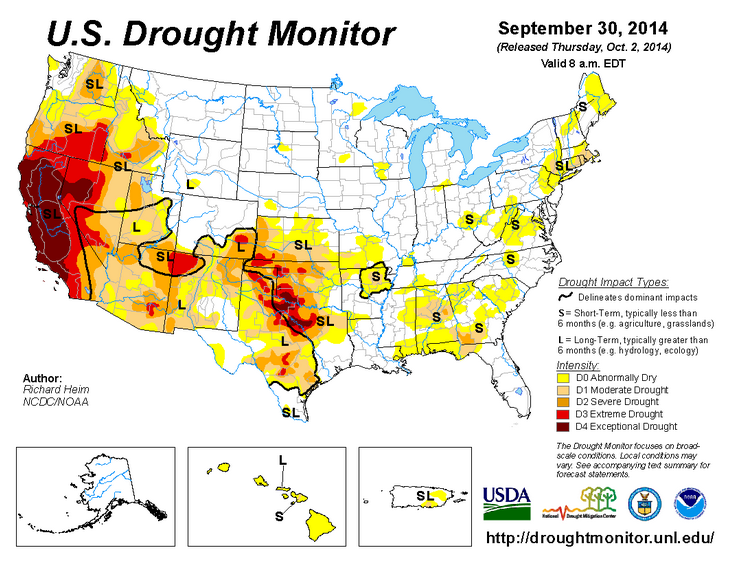 U.S. Drought Monitor
September 30, 2014
(Released Thursday, Oct. 2, 2014)
Valid 8 a.m. EDT
SL
SL
SL
SL
L
L
SL
L
L
SL
L
SL
SL
S
S
S
S
S
S
S
SL
S
Drought Impact Types:
Delineates dominant impacts
S = Short-Term, typically less than
6 months (e.g. agriculture, grasslands)
L = Long-Term, typically greater than
6 months (e.g. hydrology, ecology)
Intensity:
D0 Abnormally Dry
D1 Moderate Drought
D2 Severe Drought
D3 Extreme Drought
D4 Exceptional Drought
Author:
Richard Heim
NCDC/NOAA
The Drought Monitor focuses on broad-
scale conditions. Local conditions may
vary. See accompanying text summary for
forecast statements.
L
S
SL
USDA
National Drought Mitigation Center
http://droughtmonitor.unl.edu/